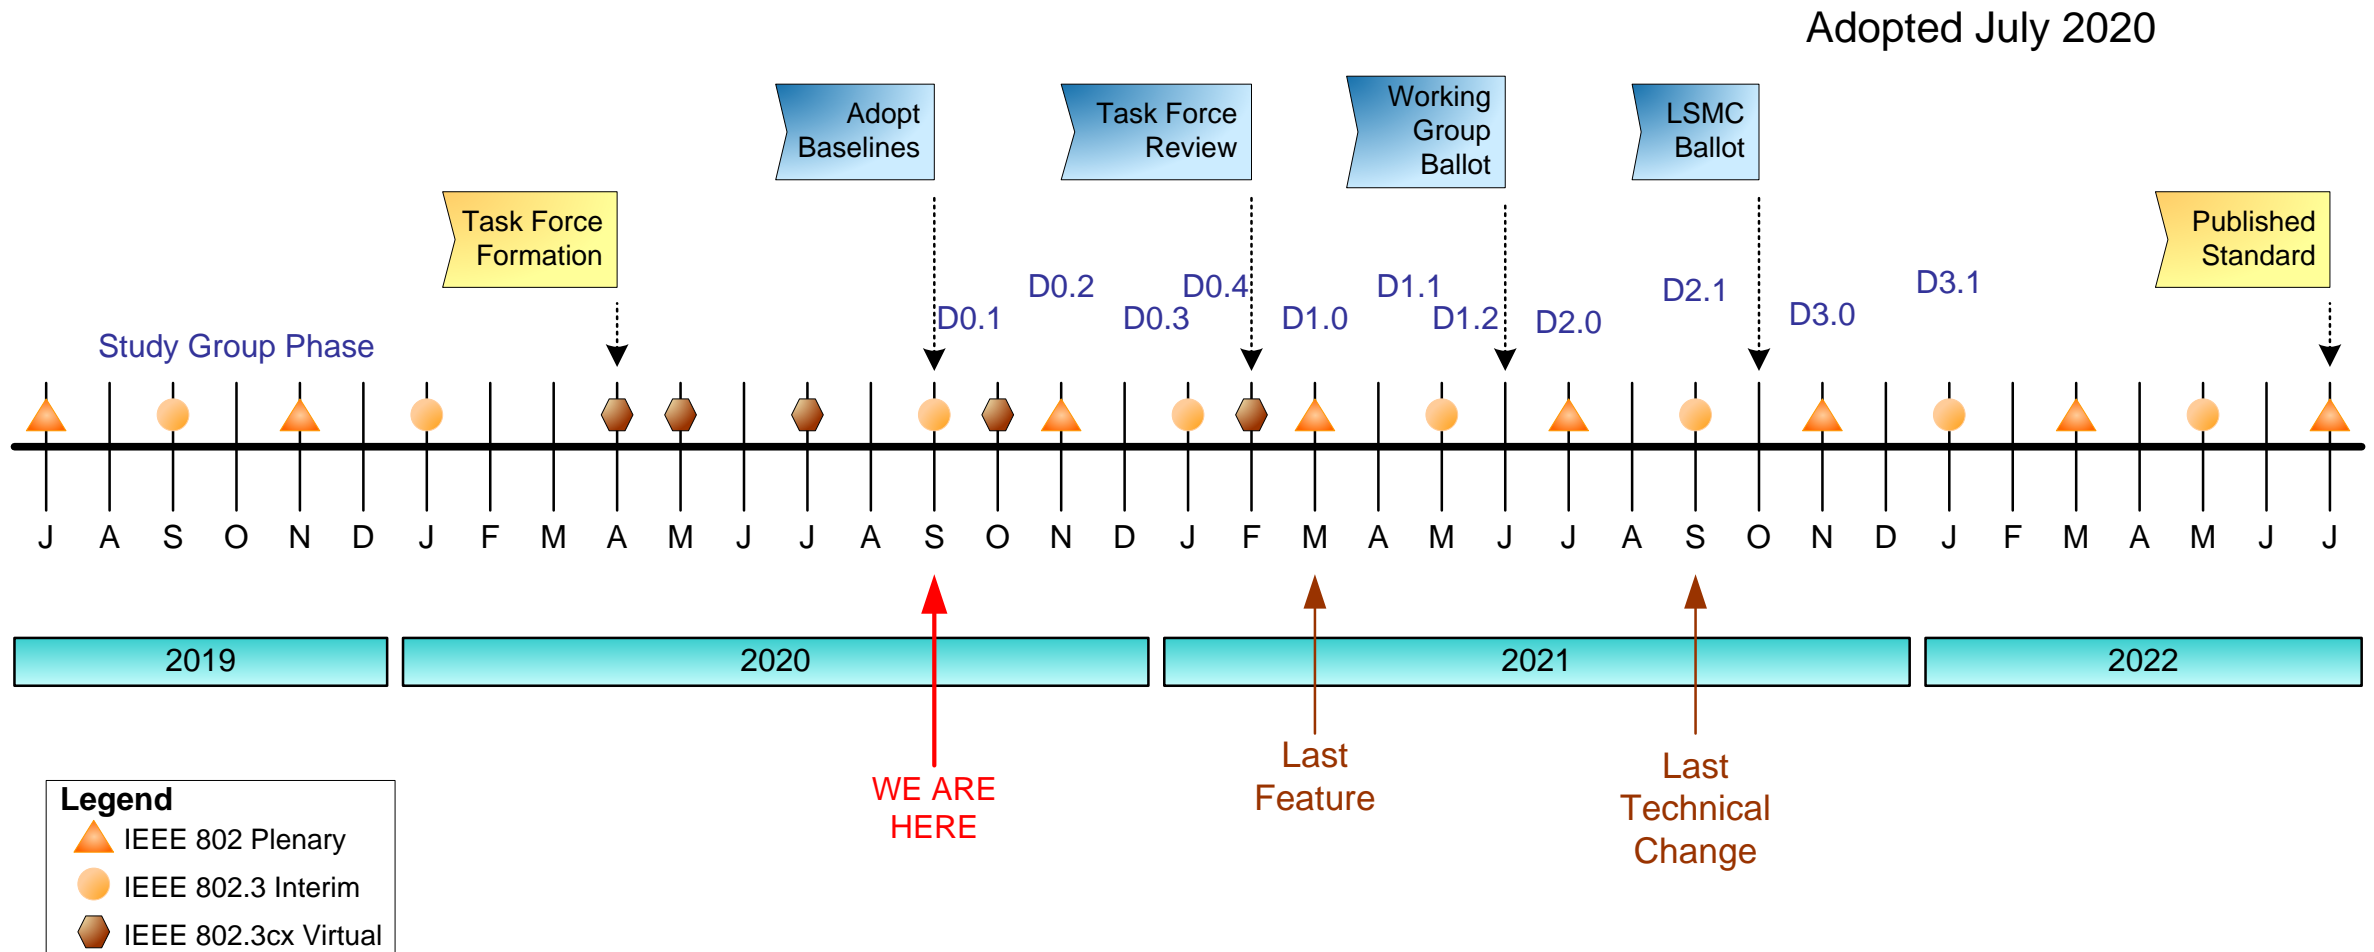 Adopted July 2020
Adopt
Baselines
Task Force
Review
Working
Group
Ballot
LSMC
Ballot
Task Force
Formation
Published
Standard
Study Group Phase
D0.1
D0.2
D0.3
D0.4
D1.0
D1.1
D1.2
D2.0
D2.1
D3.0
D3.1
J A S O N D J F M A M J J A S O N D J F M A M J J A S O N D J F M A M J J
2019 2020 2021 2022
WE ARE
HERE
Last
Feature
Last
Technical
Change
Legend
IEEE 802 Plenary
IEEE 802.3 Interim
IEEE 802.3cx Virtual